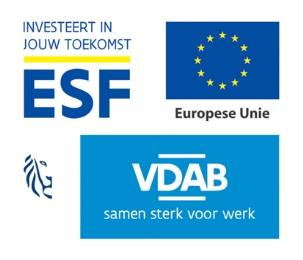 INVESTEERT IN
JOUW TOEKOMST
ESF
Europese Unie
VDAB
samen sterk voor werk